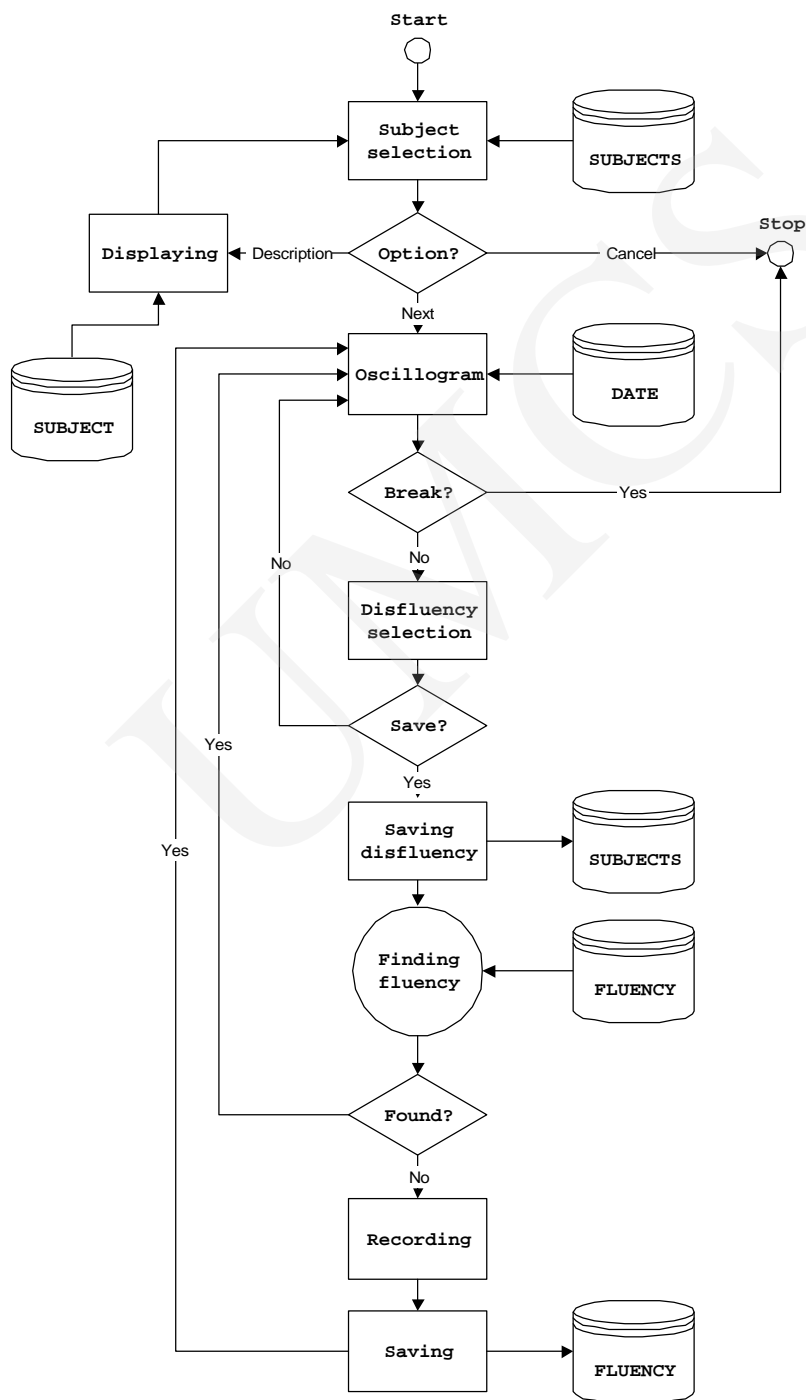 Start
Subject
selection
SUBJECTS
Stop
Displaying
Description
Option?
Cancel
Next
SUBJECT
Oscillogram
DATE
Break?
Yes
No
No
Disfluency
selection
Save?
Yes
Yes
Yes
Saving
disfluency
SUBJECTS
Finding
fluency
FLUENCY
Found?
No
Recording
Saving
FLUENCY
UMCS